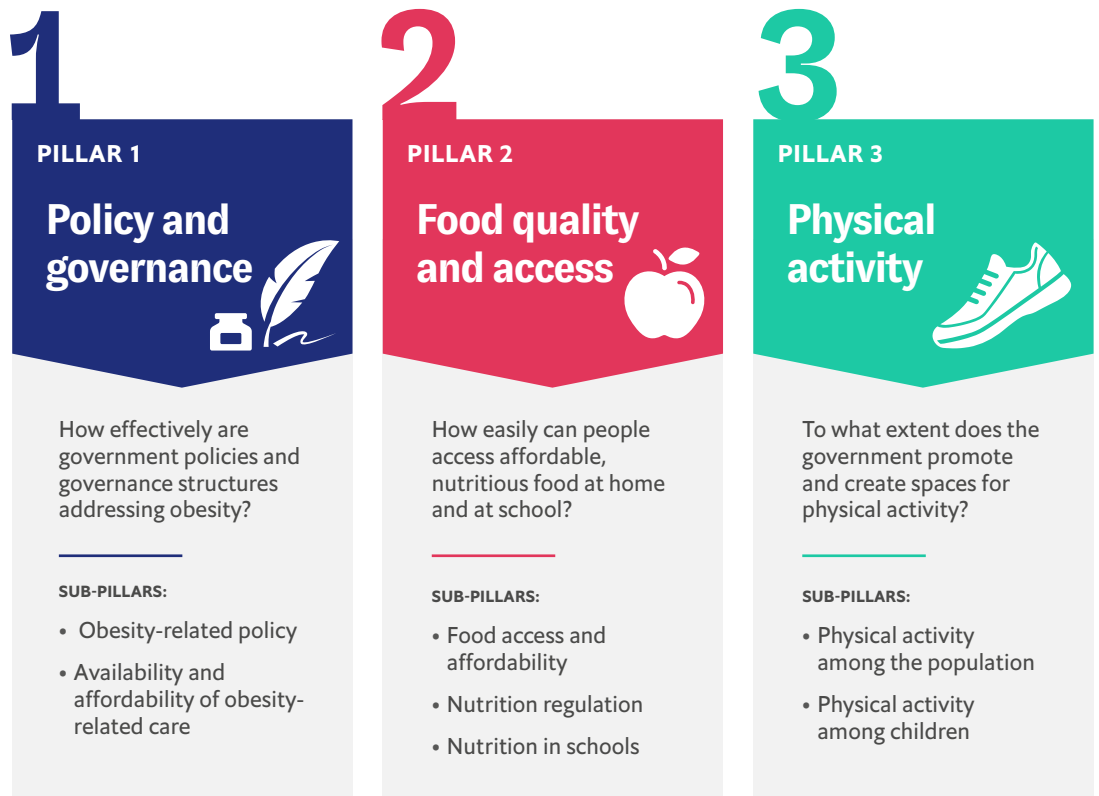 1
PILLAR 1
Policy and
governance
How effectively are
government policies and
governance structures
addressing obesity?
SUB-PILLARS:
• Obesity-related policy
• Availability and
affordability of obesity-
related care
2
PILLAR 2
Food quality
and access
How easily can people
access affordable,
nutritious food at home
and at school?
SUB-PILLARS:
• Food access and
affordability
• Nutrition regulation
• Nutrition in schools
3
PILLAR 3
Physical
activity
To what extent does the
government promote
and create spaces for
physical activity?
SUB-PILLARS:
• Physical activity
among the population
• Physical activity
among children